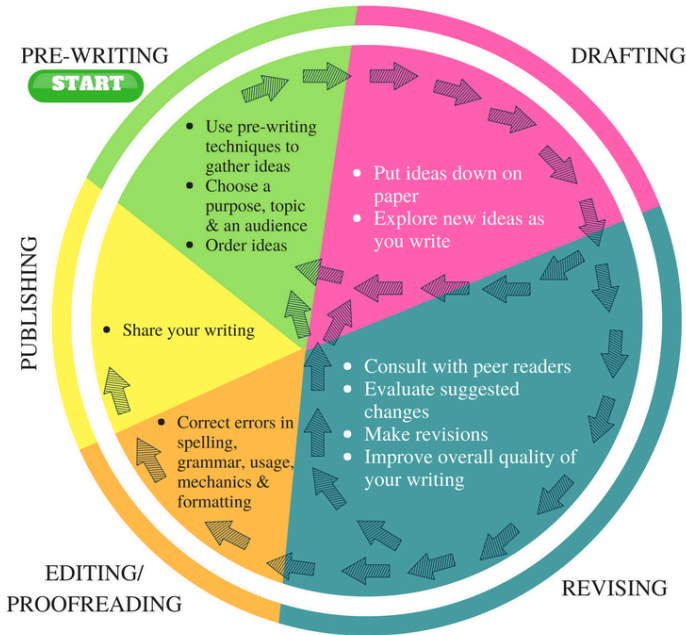 PRE-WRITING
START
DRAFTING
• Use pre-writing
techniques to
gather ideas
• Choose a
purpose, topic
& an audience
• Order ideas
• Put ideas down on
paper
• Explore new ideas as
you write
PUBLISHING
• Share your writing
• Consult with peer readers
• Evaluate suggested
changes
• Make revisions
• Improve overall quality of
your writing
• Correct errors in
spelling,
grammar, usage,
mechanics &
formatting
EDITING/
PROOFREADING
REVISING